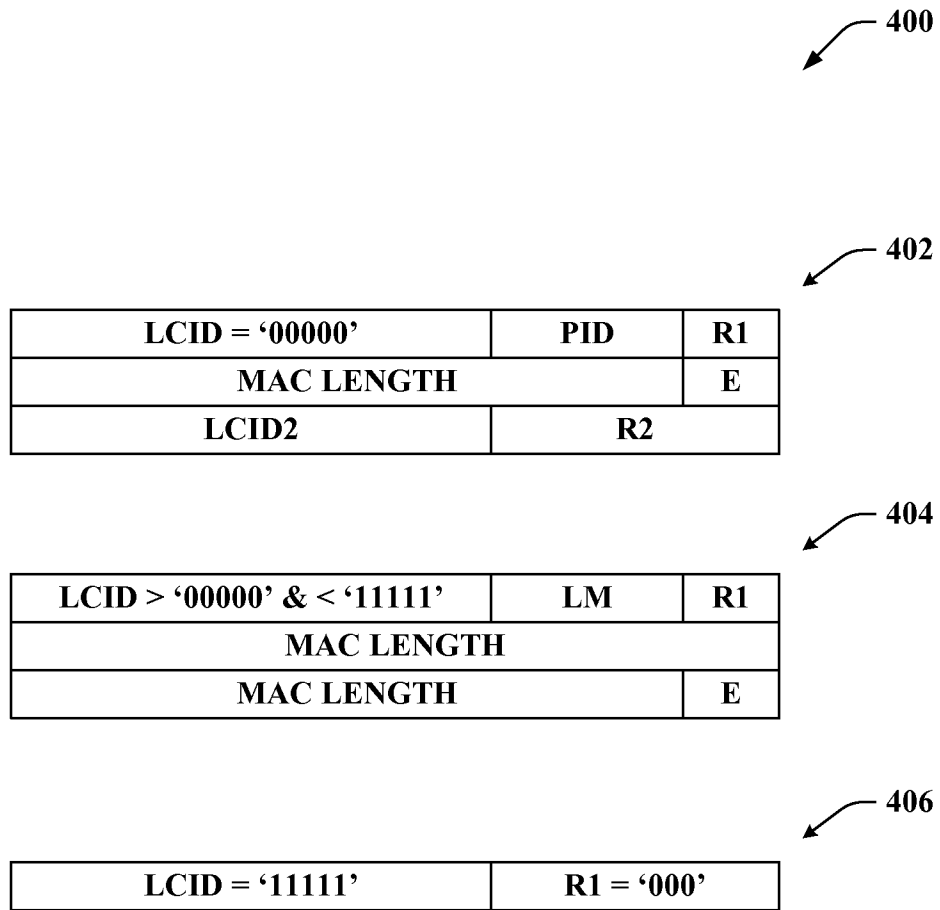 400
402
LCID = ‘00000’ PID R1
MAC LENGTH E
LCID2 R2
404
LCID > ‘00000’ & < ‘11111’ LM R1
MAC LENGTH
MAC LENGTH E
406
LCID = ‘11111’ R1 = ‘000’